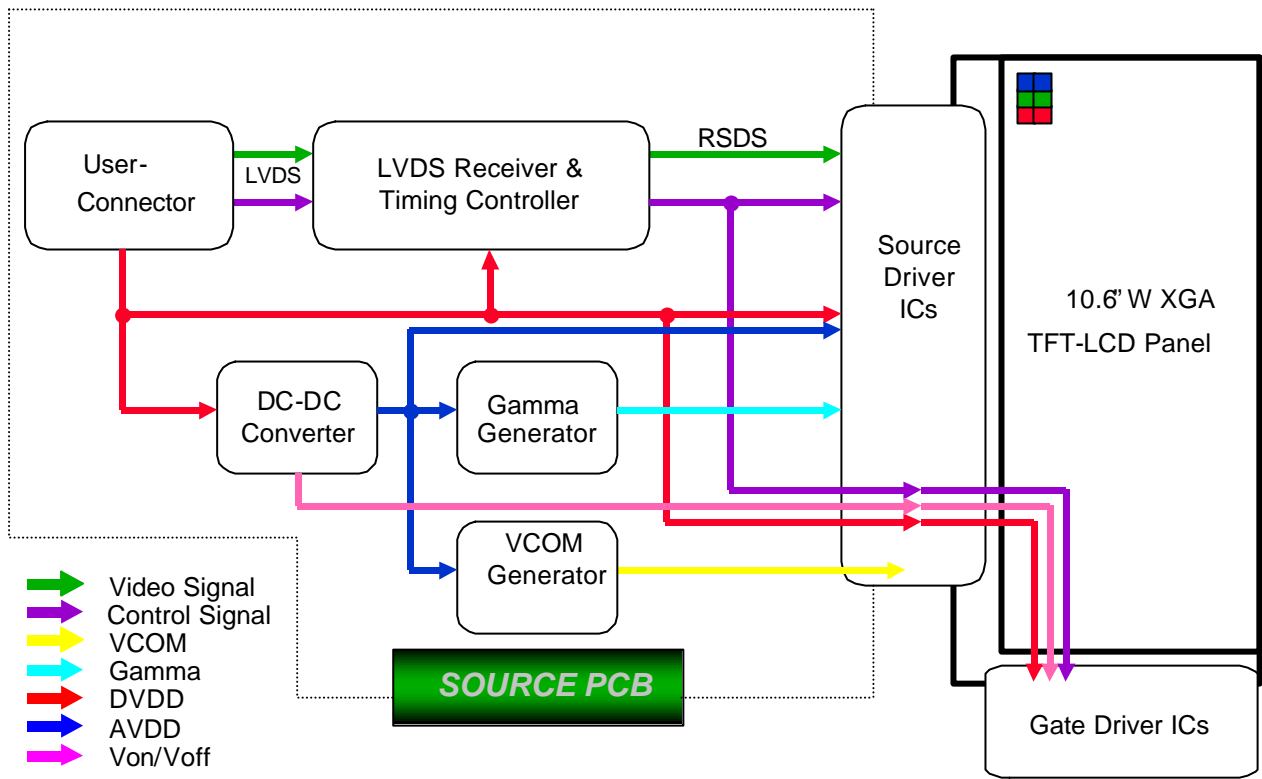 User-
Connector
LVDS
LVDS Receiver &
Timing Controller
RSDS
Source
Driver
ICs
10.6” W XGA
TFT-LCD Panel
DC-DC
Converter
Gamma
Generator
VCOM
Generator
Video Signal
Control Signal
VCOM
Gamma
DVDD
AVDD
Von/Voff
SOURCE PCB
Gate Driver ICs